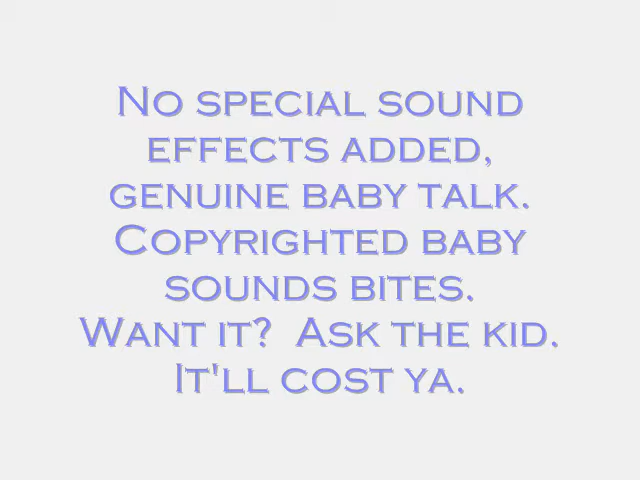 No special sound
effects added,
genuine baby talk.
Copyrighted baby
sounds bites.
Want it?  Ask the kid.
It'll cost ya.